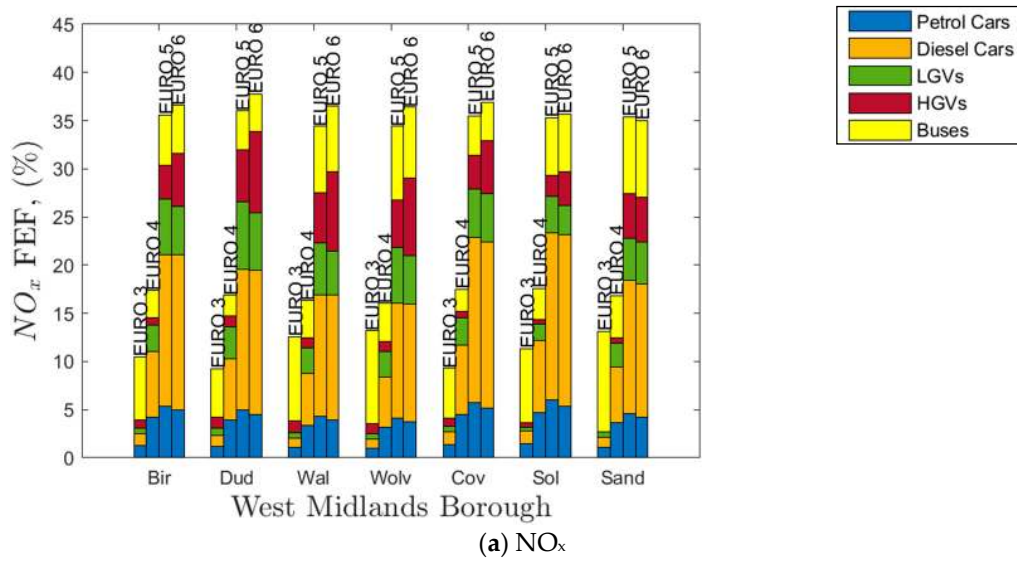 Petrol Cars
Diesel Cars
LGVs
HGVs
Buses
45
40
35
30
25
20
15
10
5
0
NOₓ FEF, (%)
EURO 3
EURO 4
EURO 5
EURO 6
EURO 3
EURO 4
EURO 5
EURO 6
EURO 3
EURO 4
EURO 5
EURO 6
EURO 3
EURO 4
EURO 5
EURO 6
EURO 3
EURO 4
EURO 5
EURO 6
EURO 3
EURO 4
EURO 5
EURO 6
EURO 3
EURO 4
EURO 5
EURO 6
Bir Dud Wal Wolv Cov Sol Sand
West Midlands Borough
(a) NOₓ